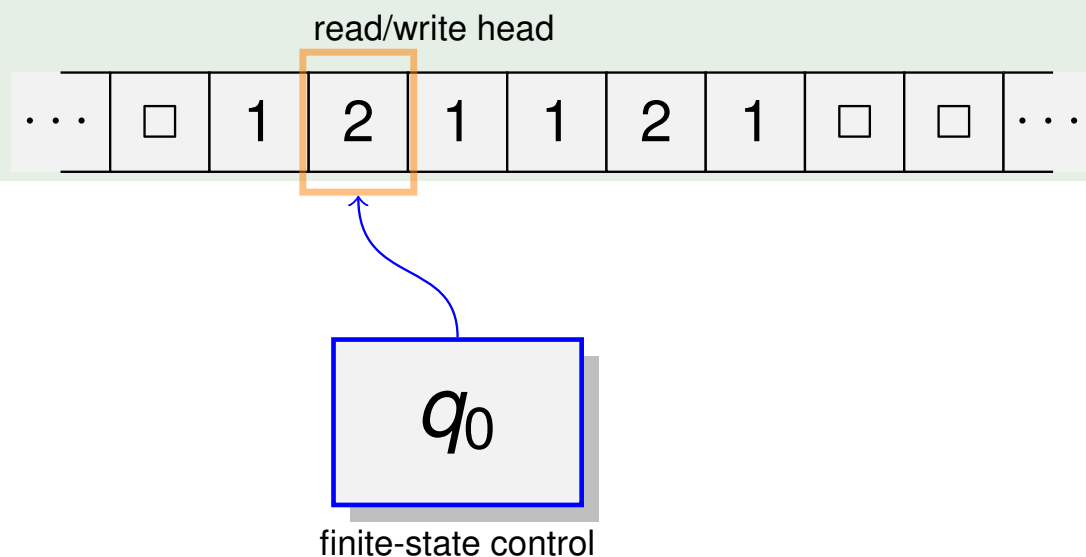 read/write head
··· □ 1 2 1 1 2 1 □ □ ···
q₀
finite-state control